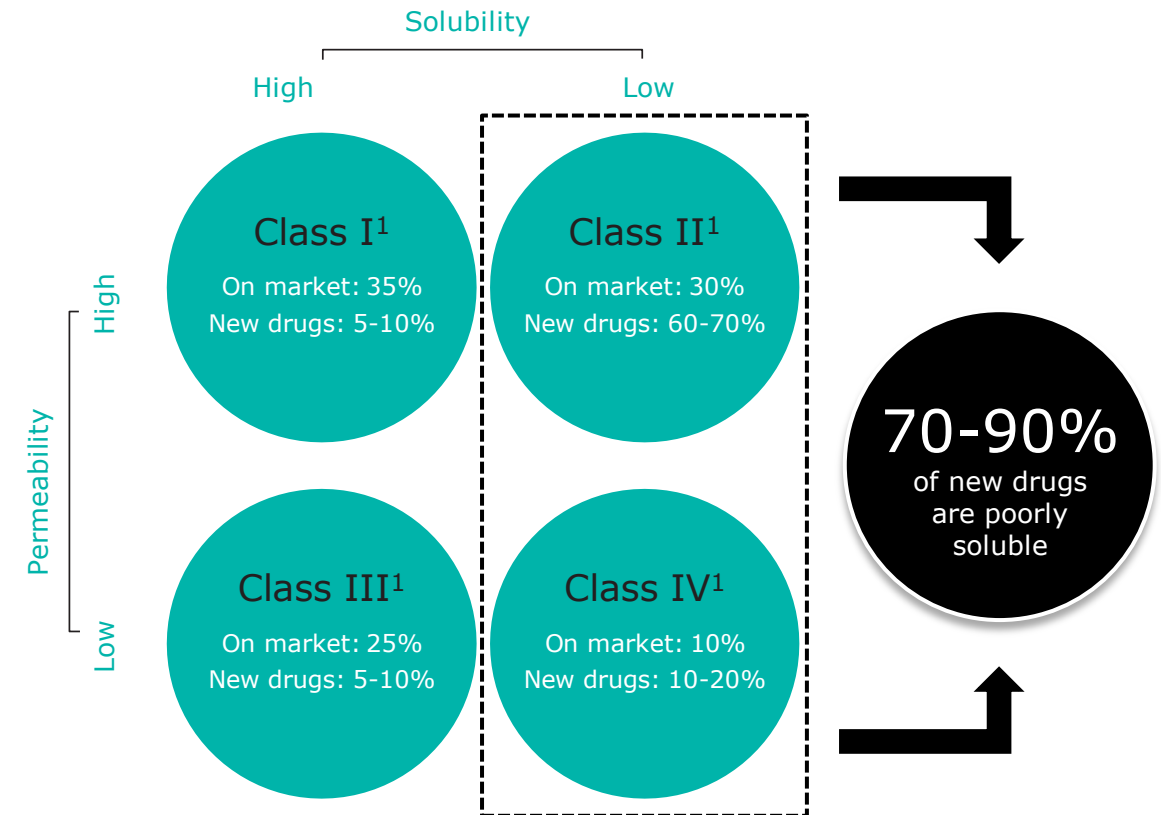 Solubility
High
Low
Permeability
High
Low
Class I¹
On market: 35%
New drugs: 5-10%
Class II¹
On market: 30%
New drugs: 60-70%
Class III¹
On market: 25%
New drugs: 5-10%
Class IV¹
On market: 10%
New drugs: 10-20%
70-90%
of new drugs
are poorly
soluble